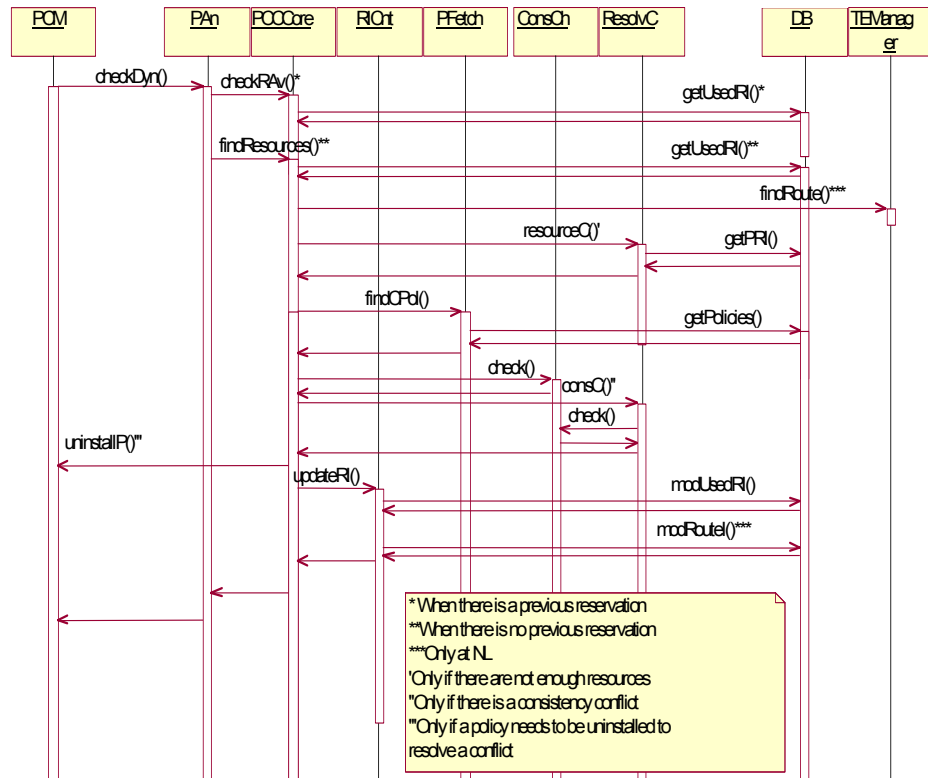 PCM
PAn
PCCCore
RICnt
PFetch
ConsCh
ResolvC
DB
TEManag
er
checkDyn()
checkRAv()*
getUsedRI()*
findResources()**
getUsedRI()**
findRoute()***
resourceC()'
getPRI()
findCPol()
getPolicies()
check()
consC()''
check()
uninstallP()'''
updateRI()
modUsedRI()
modRouteI()***
* When there is a previous reservation
**When there is no previous reservation
***Only at NL
'Only if there are not enough resources
''Only if there is a consistency conflict
'''Only if a policy needs to be uninstalled to
resolve a conflict